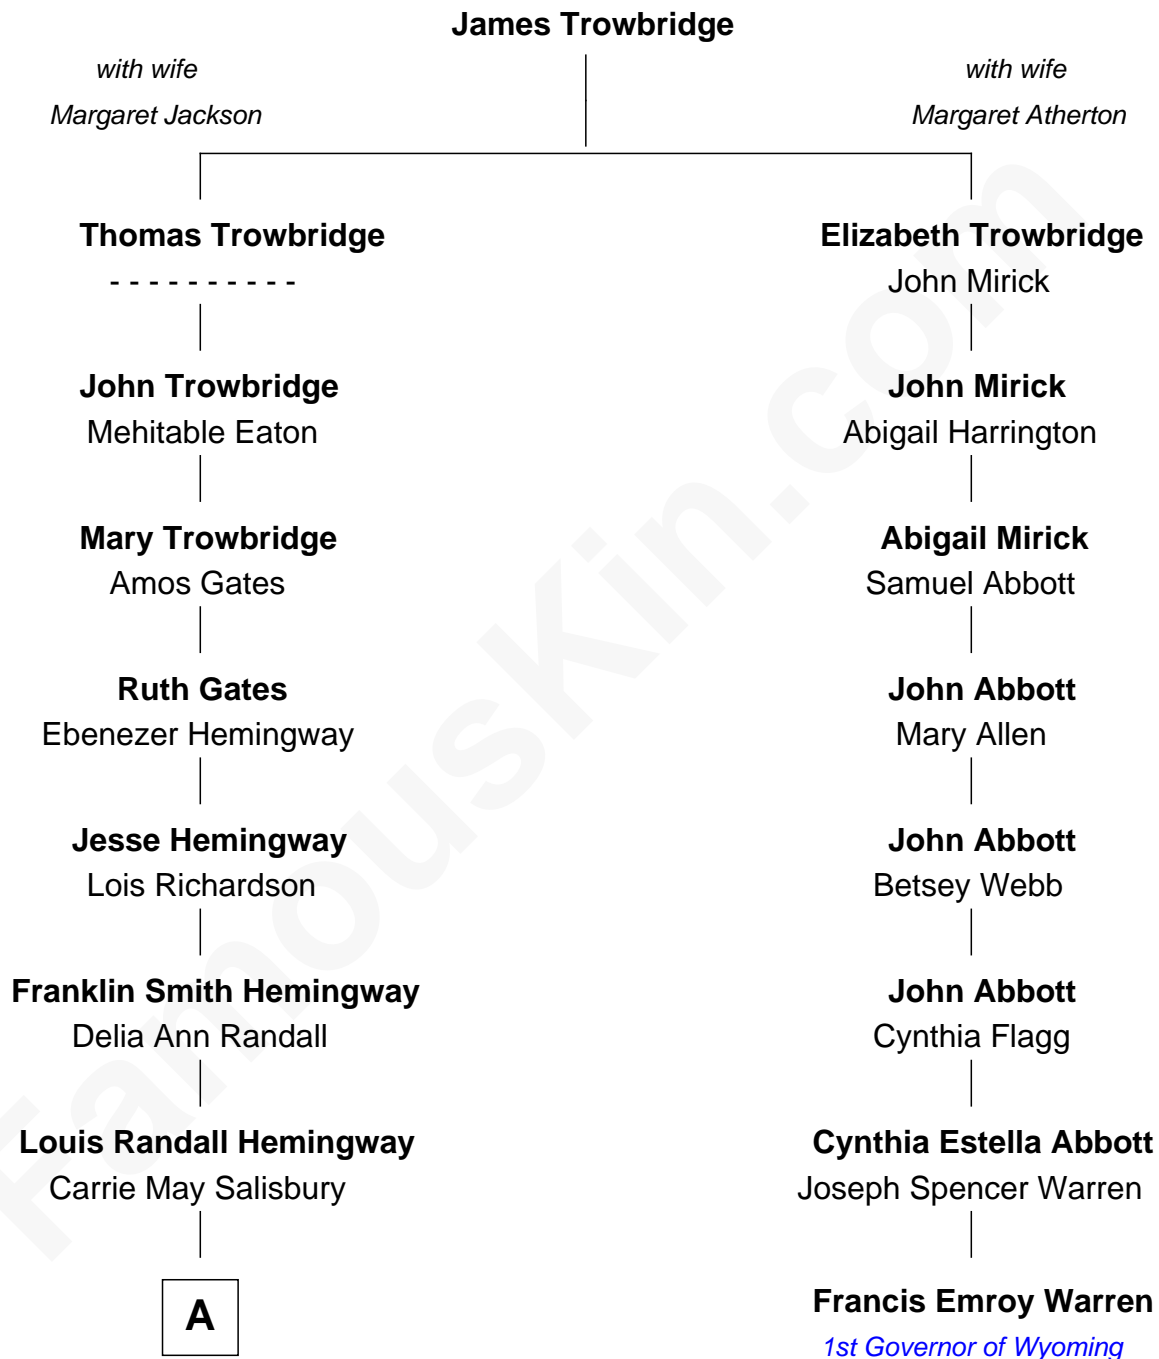 James Trowbridge
with wife
Margaret Jackson
with wife
Margaret Atherton
Thomas Trowbridge
- - - - - - - - - -
Elizabeth Trowbridge
John Mirick
John Trowbridge
Mehitable Eaton
John Mirick
Abigail Harrington
Mary Trowbridge
Amos Gates
Abigail Mirick
Samuel Abbott
Ruth Gates
Ebenezer Hemingway
John Abbott
Mary Allen
Jesse Hemingway
Lois Richardson
John Abbott
Betsey Webb
Franklin Smith Hemingway
Delia Ann Randall
John Abbott
Cynthia Flagg
Louis Randall Hemingway
Carrie May Salisbury
Cynthia Estella Abbott
Joseph Spencer Warren
A
Francis Emroy Warren
1st Governor of Wyoming
FamousKin.com